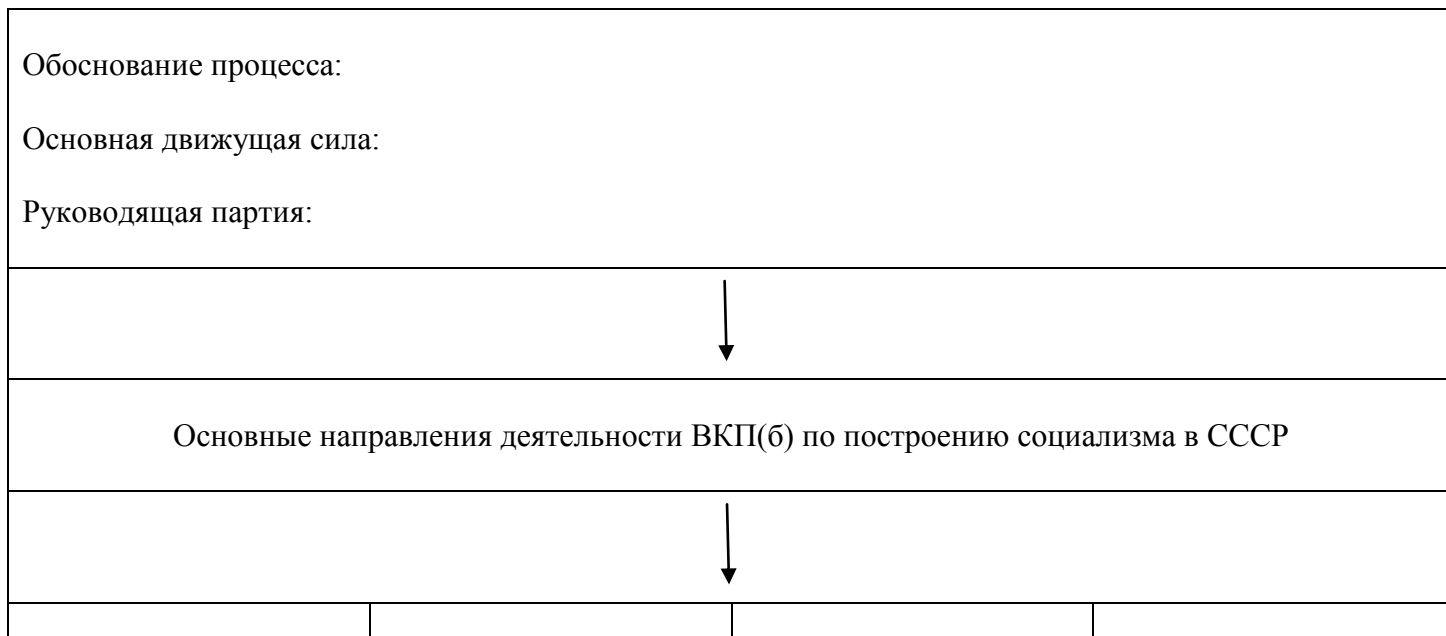 Обоснование процесса:
Основная движущая сила:
Руководящая партия:
Основные направления деятельности ВКП(б) по построению социализма в СССР